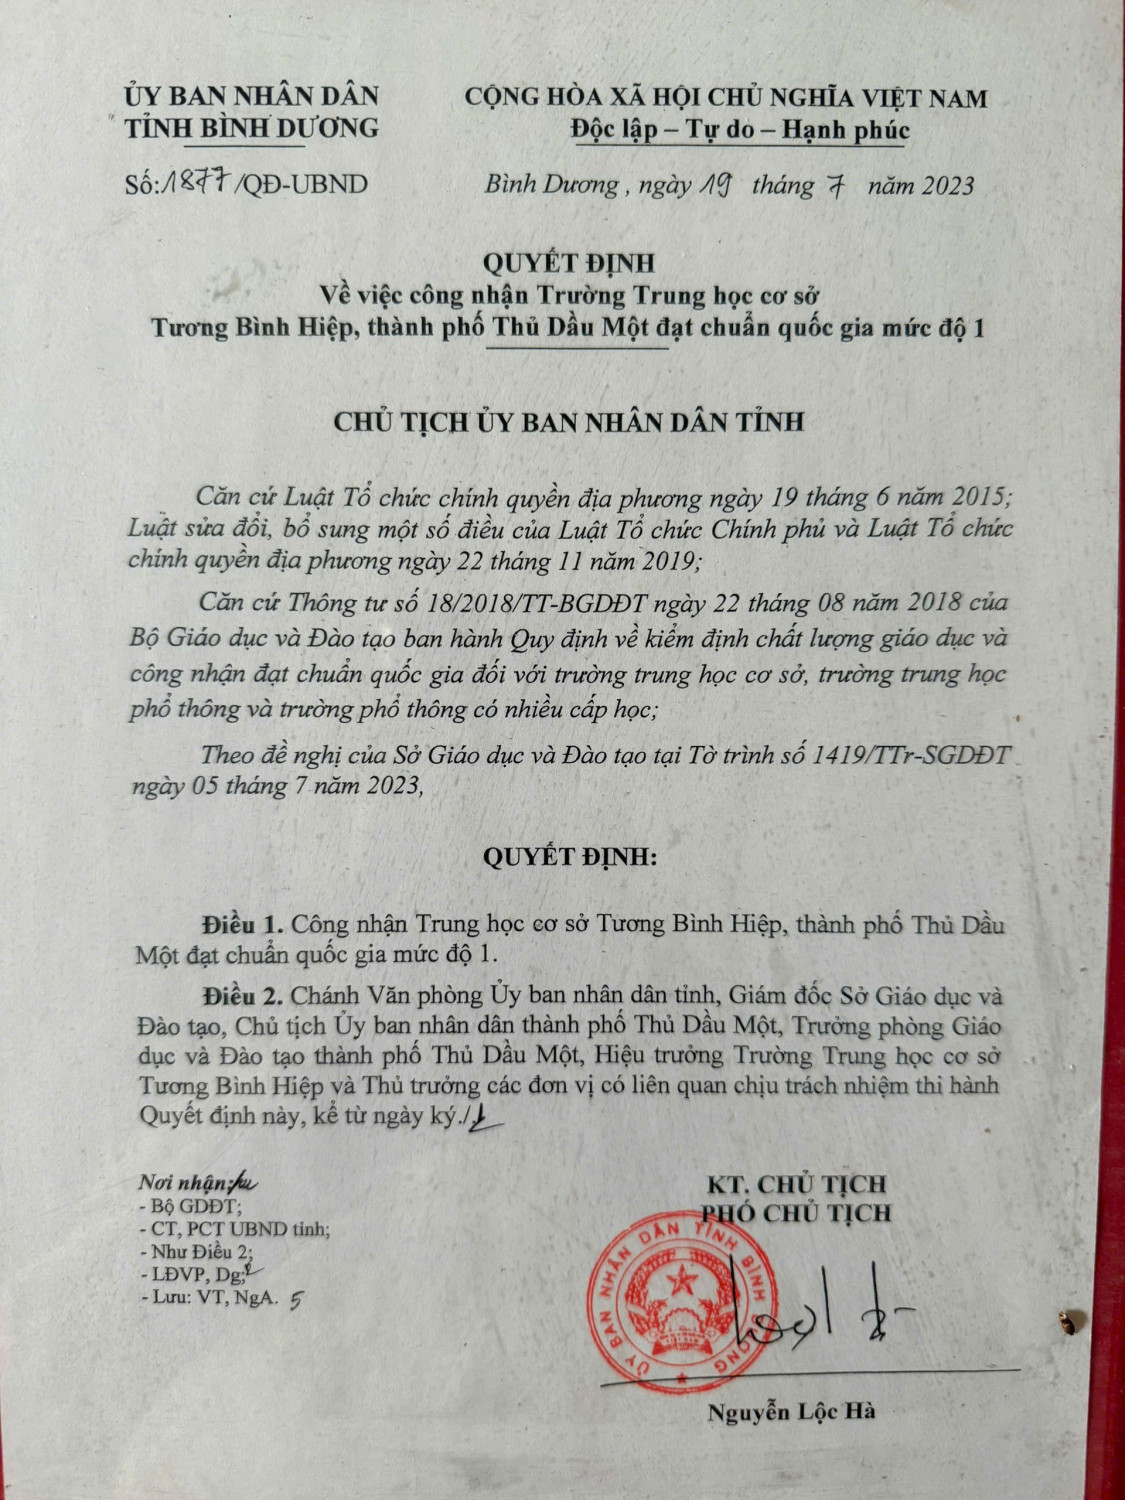 ỦY BAN NHÂN DÂN
TỈNH BÌNH DƯƠNG
CỘNG HÒA XÃ HỘI CHỦ NGHĨA VIỆT NAM
Độc lập – Tự do – Hạnh phúc
Số:1877/QĐ-UBND
Bình Dương , ngày 19 tháng 7 năm 2023
QUYẾT ĐỊNH
Về việc công nhận Trường Trung học cơ sở
Tương Bình Hiệp, thành phố Thủ Dầu Một đạt chuẩn quốc gia mức độ 1
CHỦ TỊCH ỦY BAN NHÂN DÂN TỈNH
Căn cứ Luật Tổ chức chính quyền địa phương ngày 19 tháng 6 năm 2015;
Luật sửa đổi, bổ sung một số điều của Luật Tổ chức Chính phủ và Luật Tổ chức
chính quyền địa phương ngày 22 tháng 11 năm 2019;
Căn cứ Thông tư số 18/2018/TT-BGDĐT ngày 22 tháng 08 năm 2018 của
Bộ Giáo dục và Đào tạo ban hành Quy định về kiểm định chất lượng giáo dục và
công nhận đạt chuẩn quốc gia đối với trường trung học cơ sở, trường trung học
phổ thông và trường phổ thông có nhiều cấp học;
Theo đề nghị của Sở Giáo dục và Đào tạo tại Tờ trình số 1419/TTr-SGDĐT
ngày 05 tháng 7 năm 2023,
QUYẾT ĐỊNH:
Điều 1. Công nhận Trung học cơ sở Tương Bình Hiệp, thành phố Thủ Dầu
Một đạt chuẩn quốc gia mức độ 1.
Điều 2. Chánh Văn phòng Ủy ban nhân dân tỉnh, Giám đốc Sở Giáo dục và
Đào tạo, Chủ tịch Ủy ban nhân dân thành phố Thủ Dầu Một, Trưởng phòng Giáo
dục và Đào tạo thành phố Thủ Dầu Một, Hiệu trưởng Trường Trung học cơ sở
Tương Bình Hiệp và Thủ trưởng các đơn vị có liên quan chịu trách nhiệm thi hành
Quyết định này, kể từ ngày ký./.
Nơi nhận:
- Bộ GDĐT;
- CT, PCT UBND tỉnh;
- Như Điều 2;
- LĐVP, Dg;
- Lưu: VT, NgA. 5
KT. CHỦ TỊCH
PHÓ CHỦ TỊCH
ỦY BAN NHÂN DÂN TỈNH BÌNH DƯƠNG
Nguyễn Lộc Hà